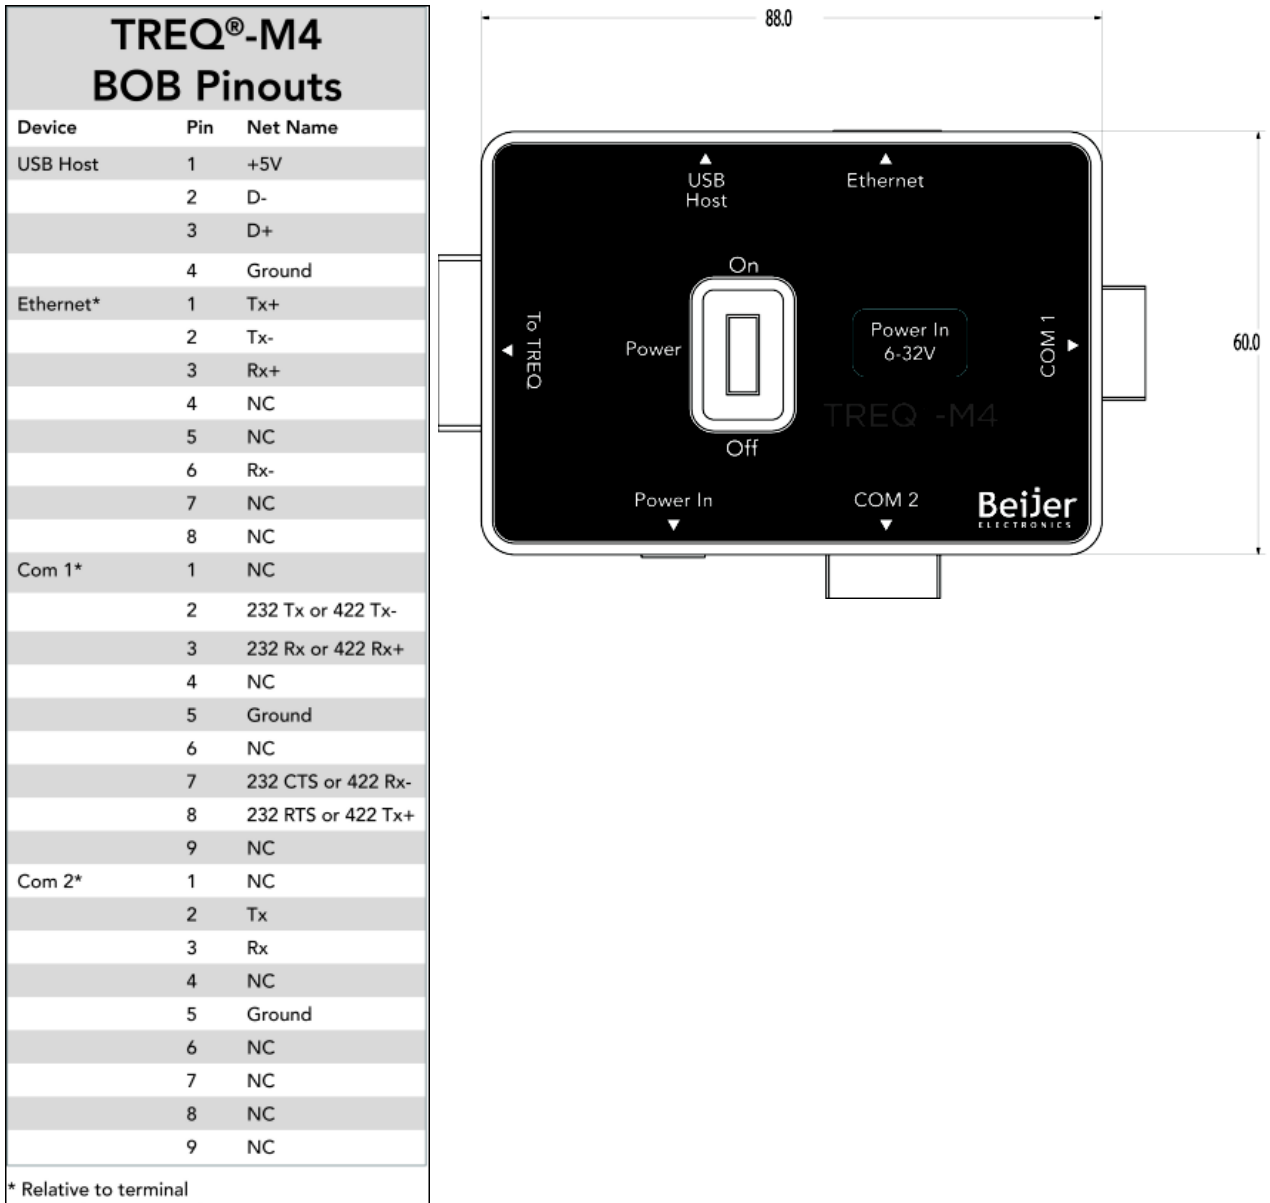 TREQ®-M4
BOB Pinouts
Device Pin Net Name
USB Host 1 +5V
2 D-
3 D+
4 Ground
Ethernet* 1 Tx+
2 Tx-
3 Rx+
4 NC
5 NC
6 Rx-
7 NC
8 NC
Com 1* 1 NC
2 232 Tx or 422 Tx-
3 232 Rx or 422 Rx+
4 NC
5 Ground
6 NC
7 232 CTS or 422 Rx-
8 232 RTS or 422 Tx+
9 NC
Com 2* 1 NC
2 Tx
3 Rx
4 NC
5 Ground
6 NC
7 NC
8 NC
9 NC
* Relative to terminal
88.0
USB
Host
Ethernet
On
To TREQ
Power
Power In
6-32V
COM 1
60.0
TREQ -M4
Off
Power In
COM 2
Beijer
ELECTRONICS